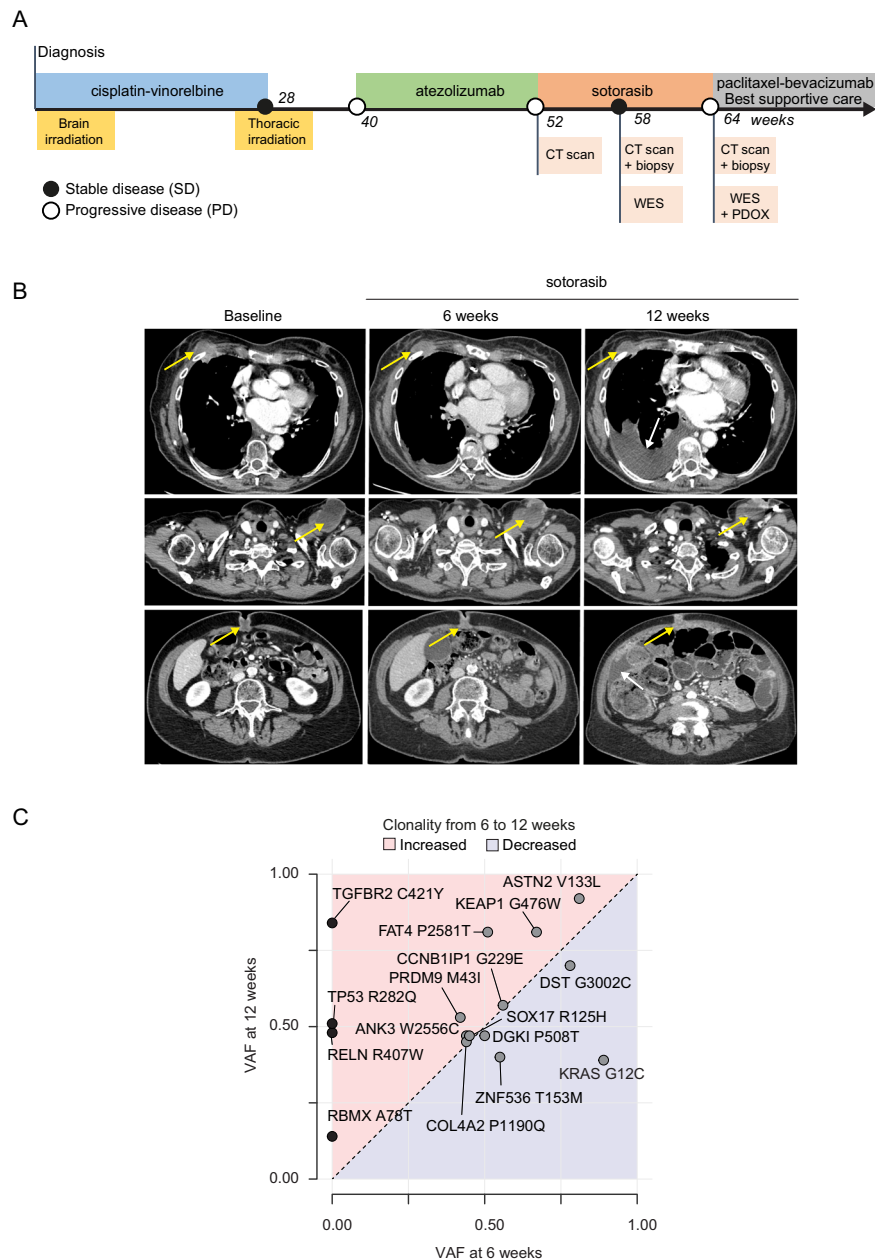 A
Diagnosis
cisplatin-vinorelbine
28
atezolizumab
sotorasib
paclitaxel-bevacizumab
Best supportive care
Brain
irradiation
Thoracic
irradiation
40
52
58
64 weeks
CT scan
CT scan
+ biopsy
CT scan
+ biopsy
WES
WES
+ PDOX
Stable disease (SD)
Progressive disease (PD)
B
sotorasib
Baseline
6 weeks
12 weeks
C
Clonality from 6 to 12 weeks
Increased
Decreased
1.00
0.50
0.00
VAF at 12 weeks
TGFBR2 C421Y
ASTN2 V133L
KEAP1 G476W
FAT4 P2581T
CCNB1IP1 G229E
PRDM9 M43I
DST G3002C
TP53 R282Q
SOX17 R125H
ANK3 W2556C
DGKI P508T
RELN R407W
KRAS G12C
ZNF536 T153M
RBMX A78T
COL4A2 P1190Q
0.00
0.50
1.00
VAF at 6 weeks